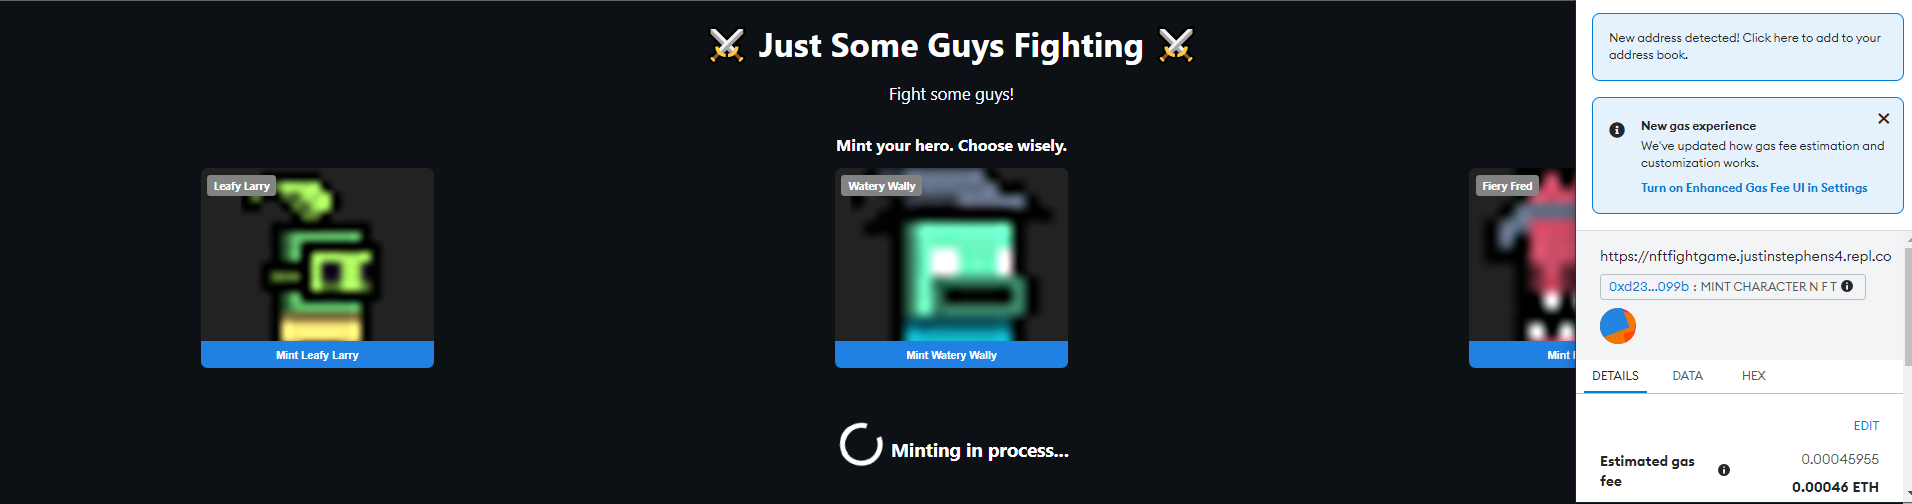 ⚔️ Just Some Guys Fighting ⚔️
Fight some guys!
Mint your hero. Choose wisely.
Leafy Larry
Mint Leafy Larry
Watery Wally
Mint Watery Wally
Fiery Fred
Mint
Minting in process...
New address detected! Click here to add to your
address book.
New gas experience
We've updated how gas fee estimation and
customization works.
Turn on Enhanced Gas Fee UI in Settings
https://nftfightgame.justinstephens4.repl.co
0xd23...099b : MINT CHARACTER N F T
DETAILS
DATA
HEX
EDIT
Estimated gas
fee
0.00045955
0.00046 ETH